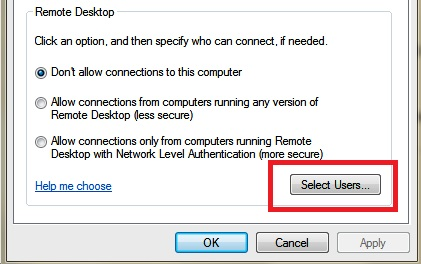 Remote Desktop
Click an option, and then specify who can connect, if needed.
Don't allow connections to this computer
Allow connections from computers running any version of
Remote Desktop (less secure)
Allow connections only from computers running Remote
Desktop with Network Level Authentication (more secure)
Help me choose
Select Users...
OK
Cancel
Apply